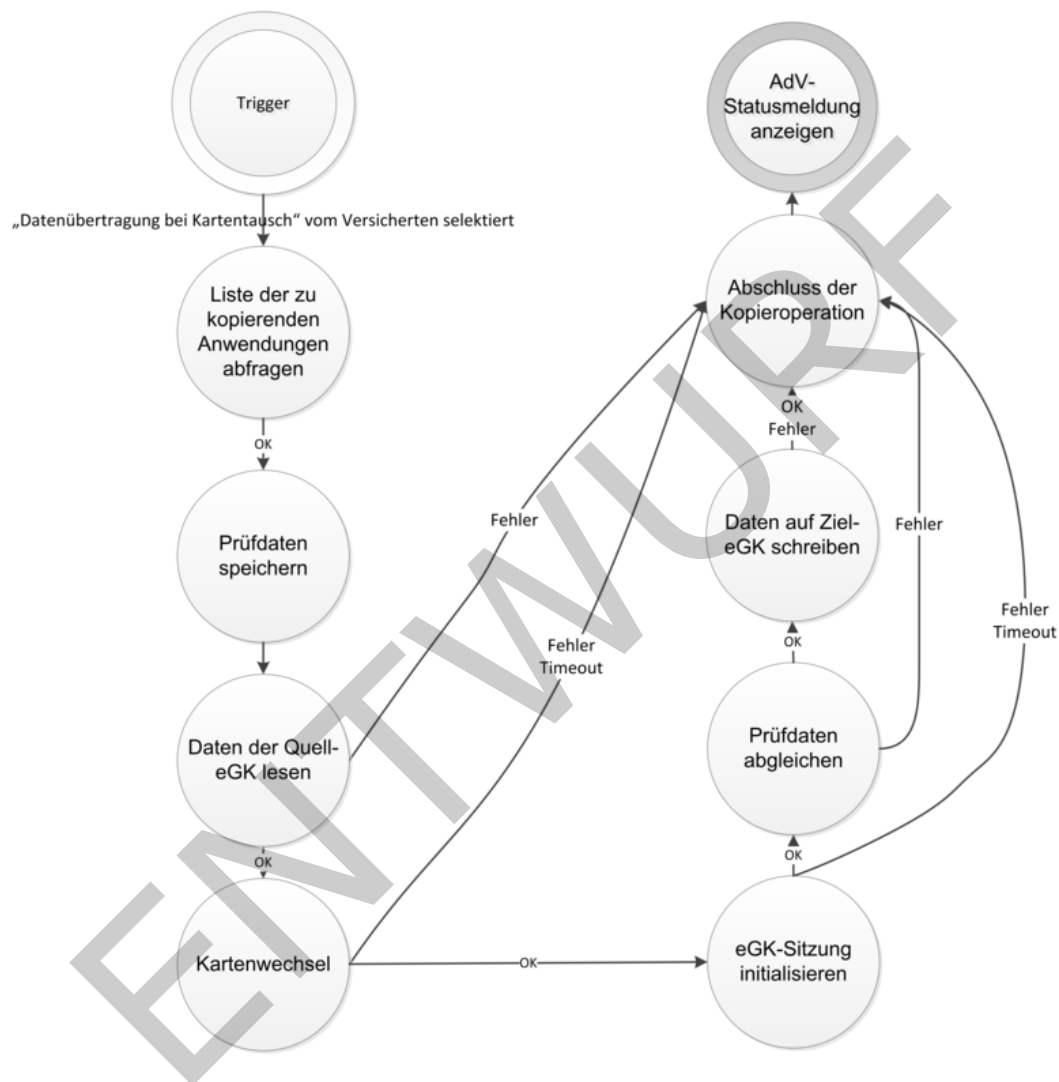 Trigger
„Datenübertragung bei Kartentausch“ vom Versicherten selektiert
Liste der zu
kopierenden
Anwendungen
abfragen
OK
Prüfdaten
speichern
Daten der Quell-
eGK lesen
Fehler
OK
Kartenwechsel
Fehler
Timeout
OK
eGK-Sitzung
initialisieren
Fehler
Timeout
OK
Prüfdaten
abgleichen
Fehler
OK
Daten auf Ziel-
eGK schreiben
OK
Fehler
Abschluss der
Kopieroperation
AdV-
Statusmeldung
anzeigen
ENTWURF